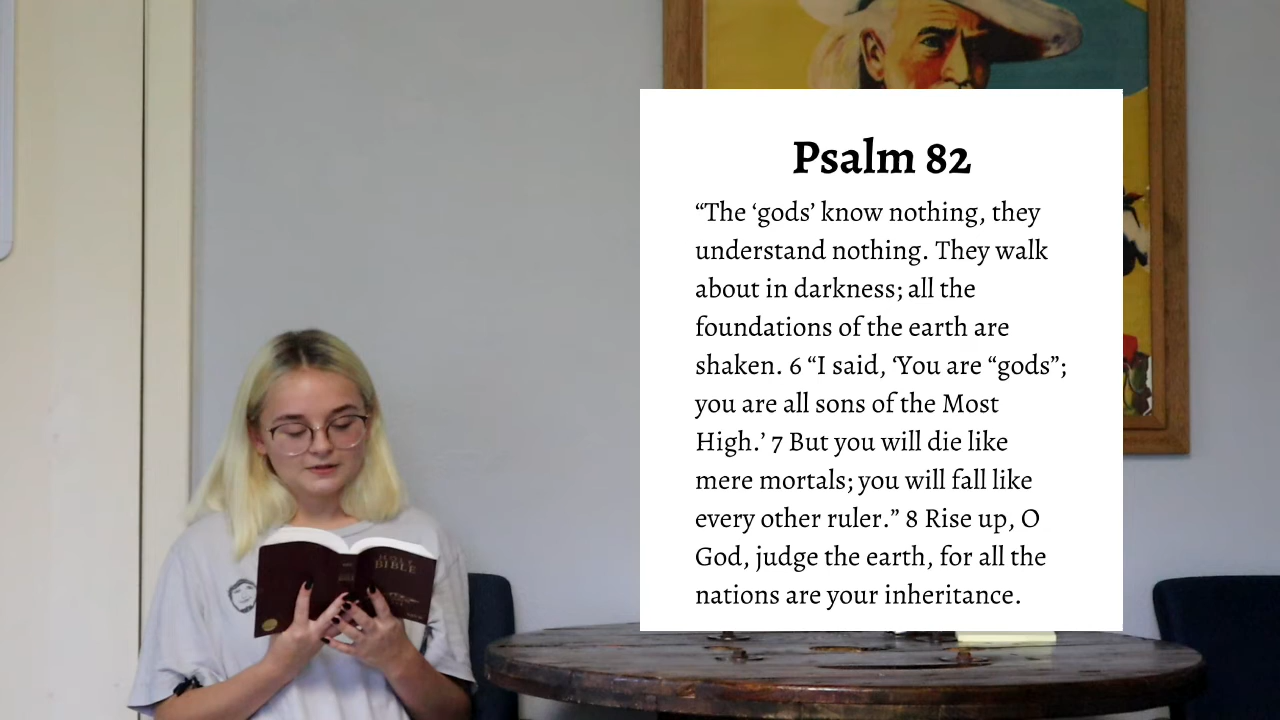 Psalm 82
“The ‘gods’ know nothing, they
understand nothing. They walk
about in darkness; all the
foundations of the earth are
shaken. 6 “I said, ‘You are “gods”;
you are all sons of the Most
High.’ 7 But you will die like
mere mortals; you will fall like
every other ruler.” 8 Rise up, O
God, judge the earth, for all the
nations are your inheritance.
HOLY
BIBLE